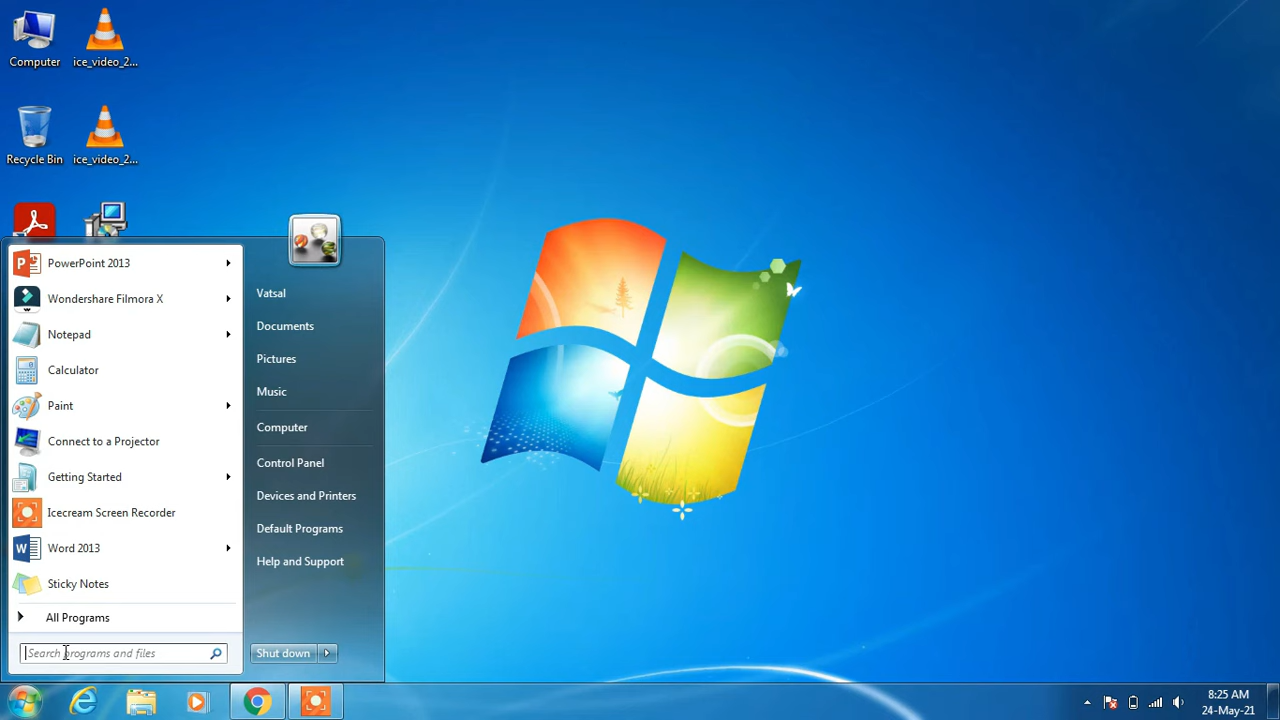 Computer
ice_video_2...
Recycle Bin
ice_video_2...
PowerPoint 2013
Wondershare Filmora X
Notepad
Calculator
Paint
Connect to a Projector
Getting Started
Icecream Screen Recorder
Word 2013
Sticky Notes
All Programs
Search programs and files
Vatsal
Documents
Pictures
Music
Computer
Control Panel
Devices and Printers
Default Programs
Help and Support
Shut down
8:25 AM
24-May-21